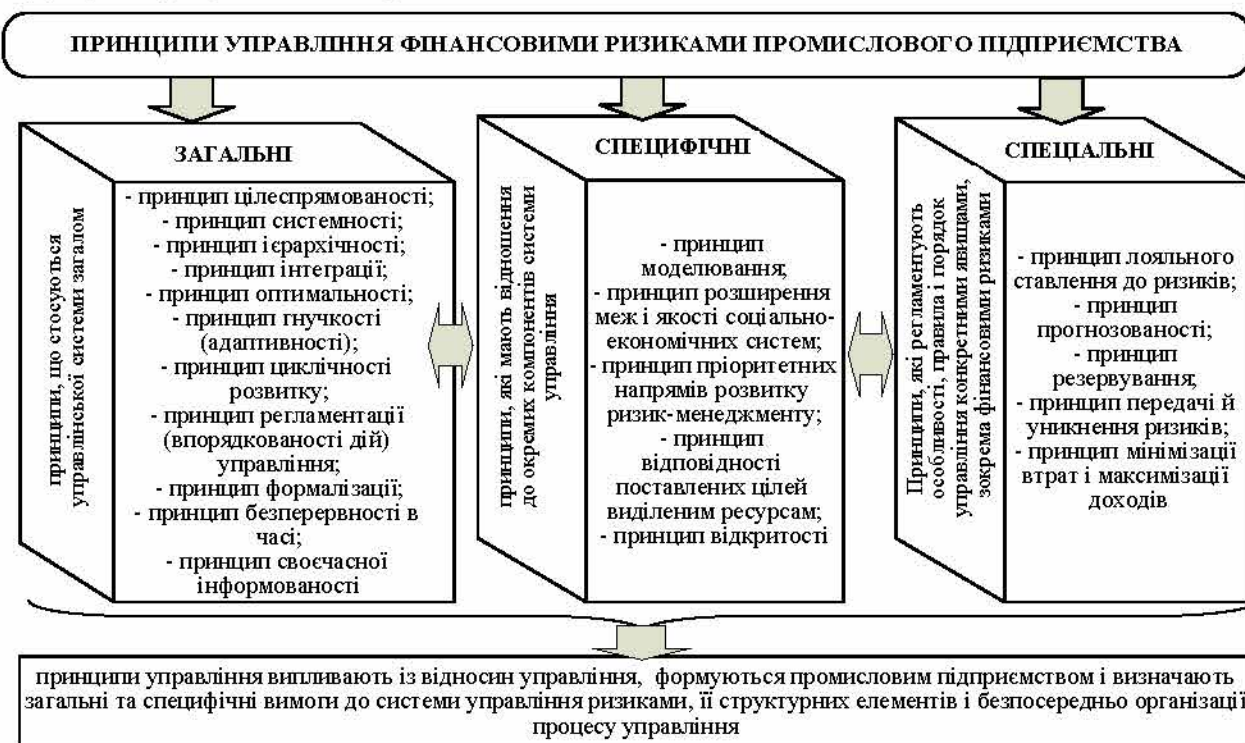 ПРИНЦИПИ УПРАВЛІННЯ ФІНАНСОВИМИ РИЗИКАМИ ПРОМИСЛОВОГО ПІДПРИЄМСТВА
ЗАГАЛЬНІ
принципи, що стосуються
управлінської системи загалом
- принцип цілеспрямованості;
- принцип системності;
- принцип ієрархічності;
- принцип інтеграції;
- принцип оптимальності;
- принцип гнучкості
(адаптивності);
- принцип циклічності
розвитку;
- принцип регламентації
(впорядкованості дій)
управління;
- принцип формалізації;
- принцип безперервності в
часі;
- принцип своєчасної
інформованості
СПЕЦИФІЧНІ
принципи, які мають відношення
до окремих компонентів системи
управління
- принцип
моделювання;
- принцип розширення
меж і якості соціально-
економічних систем;
- принцип пріоритетних
напрямів розвитку
ризик-менеджменту;
- принцип
відповідності
поставлених цілей
виділеним ресурсам;
- принцип відкритості
СПЕЦІАЛЬНІ
Принципи, які регламентують
особливості, правила і порядок
управління конкретними явищами,
зокрема фінансовими ризиками
- принцип лояльного
ставлення до ризиків;
- принцип
прогнозованості;
- принцип
резервування;
- принцип передачі й
уникнення ризиків;
- принцип мінімізації
втрат і максимізації
доходів
принципи управління випливають із відносин управління, формуються промисловим підприємством і визначають
загальні та специфічні вимоги до системи управління ризиками, її структурних елементів і безпосередньо організації
процесу управління